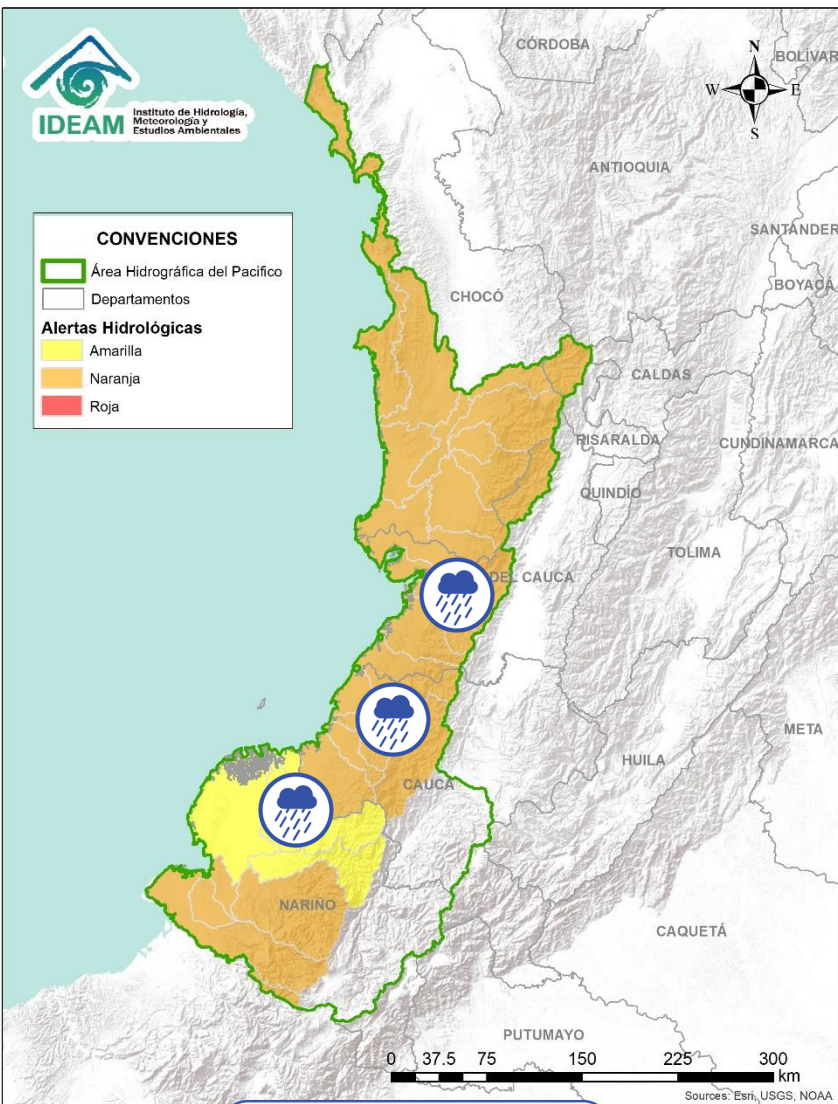 IDEAM
Instituto de Hidrología,
Meteorología y
Estudios Ambientales
CÓRDOBA
BOLÍVAR
N
W
E
S
ANTIOQUIA
SANTANDER
BOYACÁ
CONVENCIONES
Área Hidrográfica del Pacifico
Departamentos
Alertas Hidrológicas
Amarilla
Naranja
Roja
CHOCÓ
CALDAS
RISARALDA
CUNDINAMARCA
QUINDÍO
TOLIMA
DEL CAUCA
META
HUILA
CAUCA
NARIÑO
CAQUETÁ
PUTUMAYO
0 37.5 75 150 225 300
km
Sources: Esri, USGS, NOAA